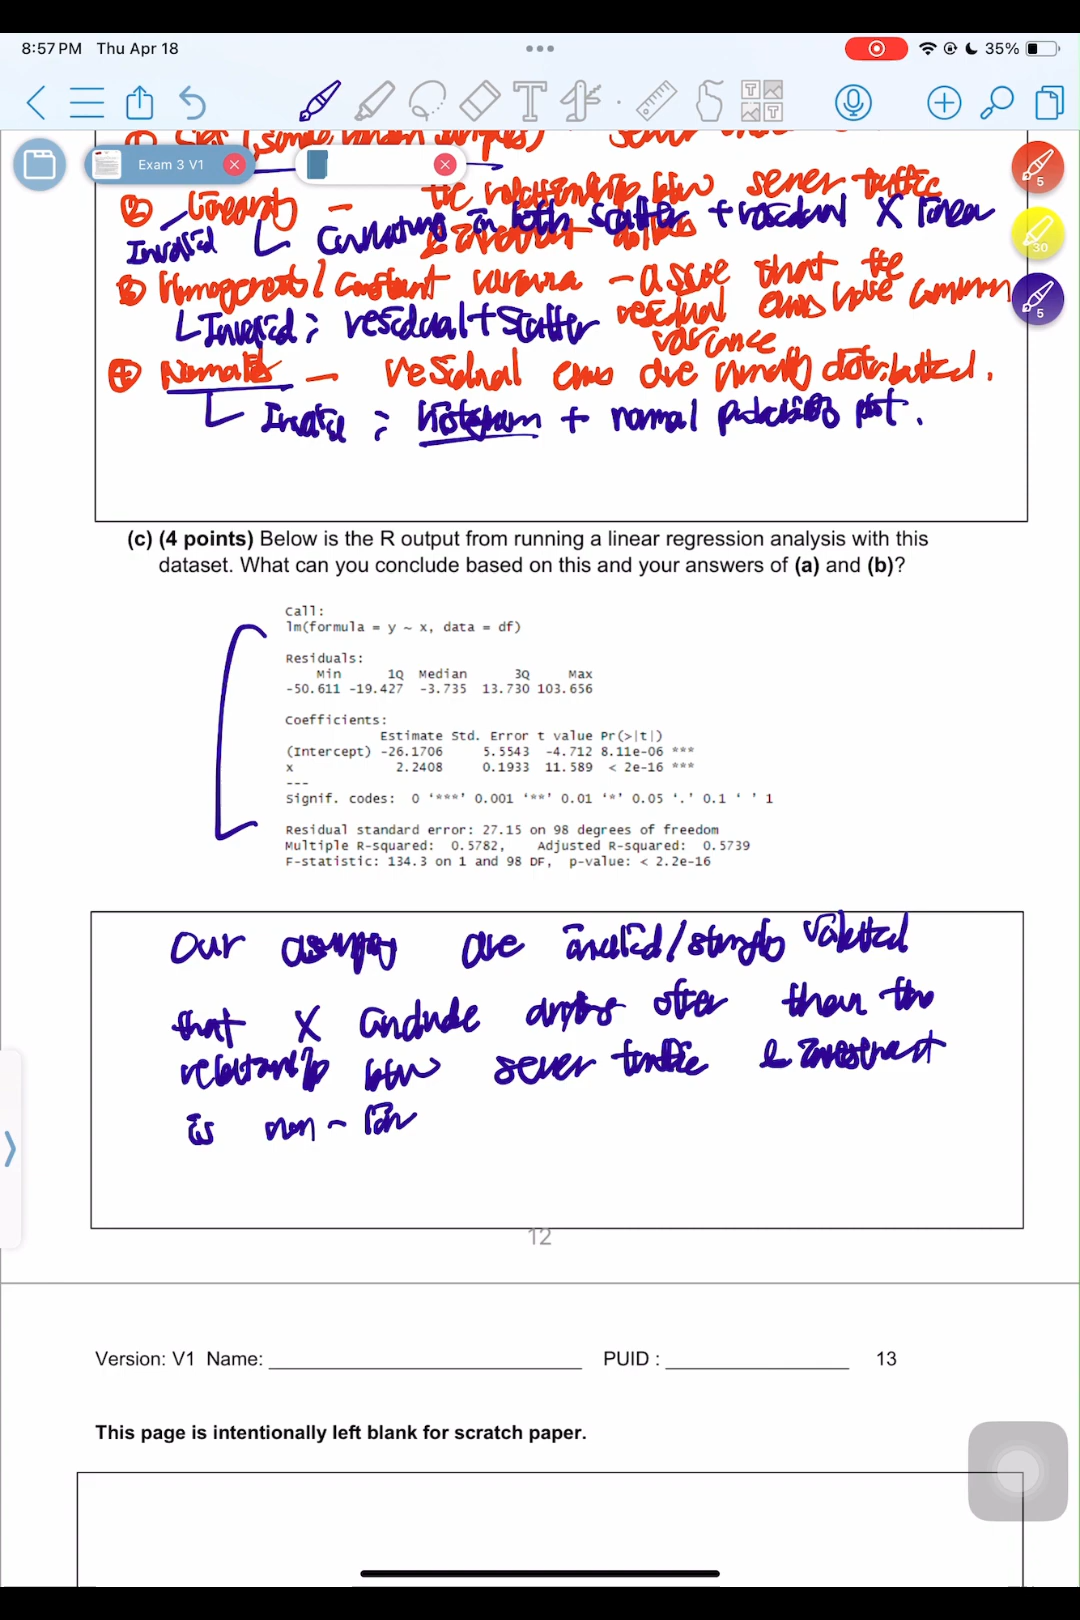 8:57 PM Thu Apr 18
35%
Exam 3 V1
② Linearity — the relationship btw server traffic
& investment dollars
Invalid Curvature in both scatter + residual X linear
③ Homogeneity / Constant variance — assume that the
residual errors have common
variance
Invalid : residual + scatter
④ Normality — residual errors are normally distributed.
Invalid : histogram + normal probability plot.
(c) (4 points) Below is the R output from running a linear regression analysis with this
dataset. What can you conclude based on this and your answers of (a) and (b)?
Call:
lm(formula = y ~ x, data = df)
Residuals:
Min 1Q Median 3Q Max
-50.611 -19.427 -3.735 13.730 103.656
Coefficients:
Estimate Std. Error t value Pr(>|t|)
(Intercept) -26.1706 5.5543 -4.712 8.11e-06 ***
x 2.2408 0.1933 11.589 < 2e-16 ***
---
Signif. codes: 0 ‘***’ 0.001 ‘**’ 0.01 ‘*’ 0.05 ‘.’ 0.1 ‘ ’ 1
Residual standard error: 27.15 on 98 degrees of freedom
Multiple R-squared: 0.5782, Adjusted R-squared: 0.5739
F-statistic: 134.3 on 1 and 98 DF, p-value: < 2.2e-16
Our are invalid/strongly violated
that X conclude other than the
relationship btw server traffic & investment
is non-
12
Version: V1 Name: PUID : 13
This page is intentionally left blank for scratch paper.
5
30
5